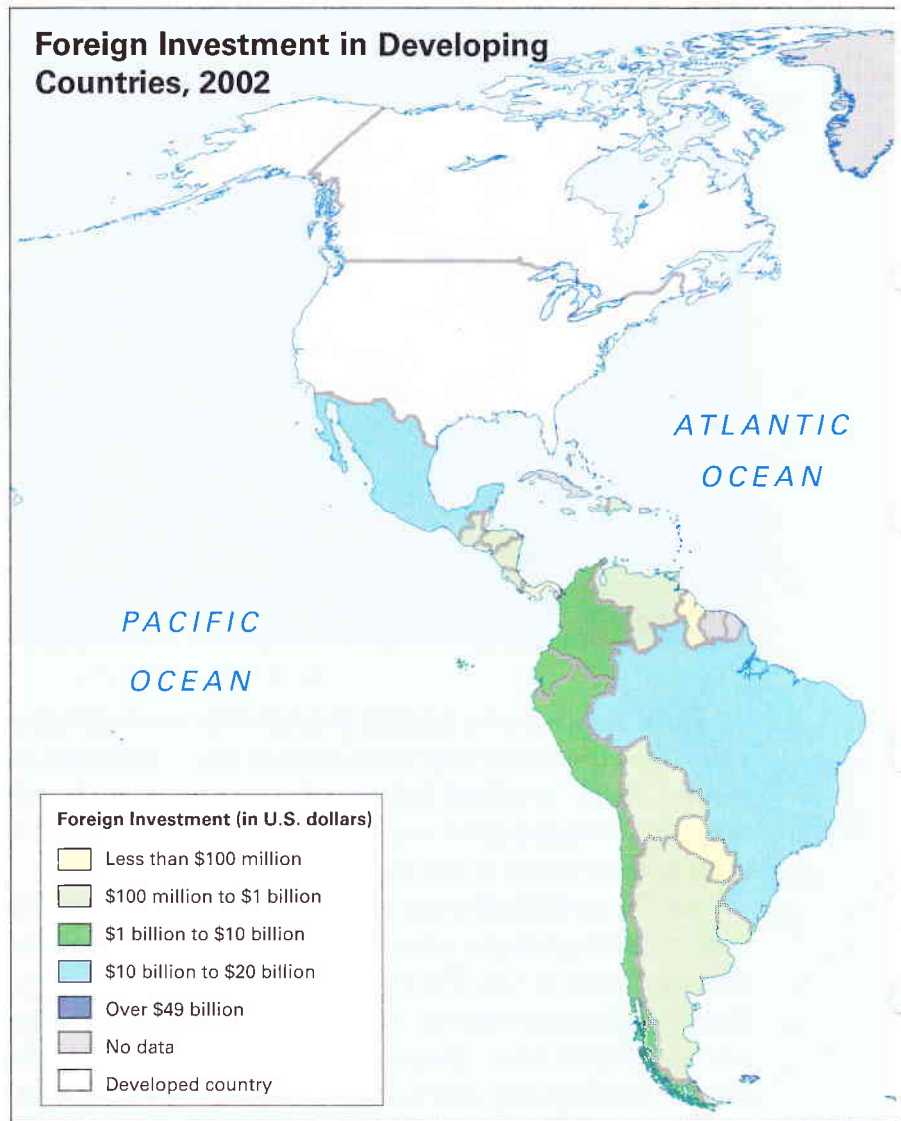 Foreign Investment in Developing
Countries, 2002
ATLANTIC
OCEAN
PACIFIC
OCEAN
Foreign Investment (in U.S. dollars)
Less than $100 million
$100 million to $1 billion
$1 billion to $10 billion
$10 billion to $20 billion
Over $49 billion
No data
Developed country